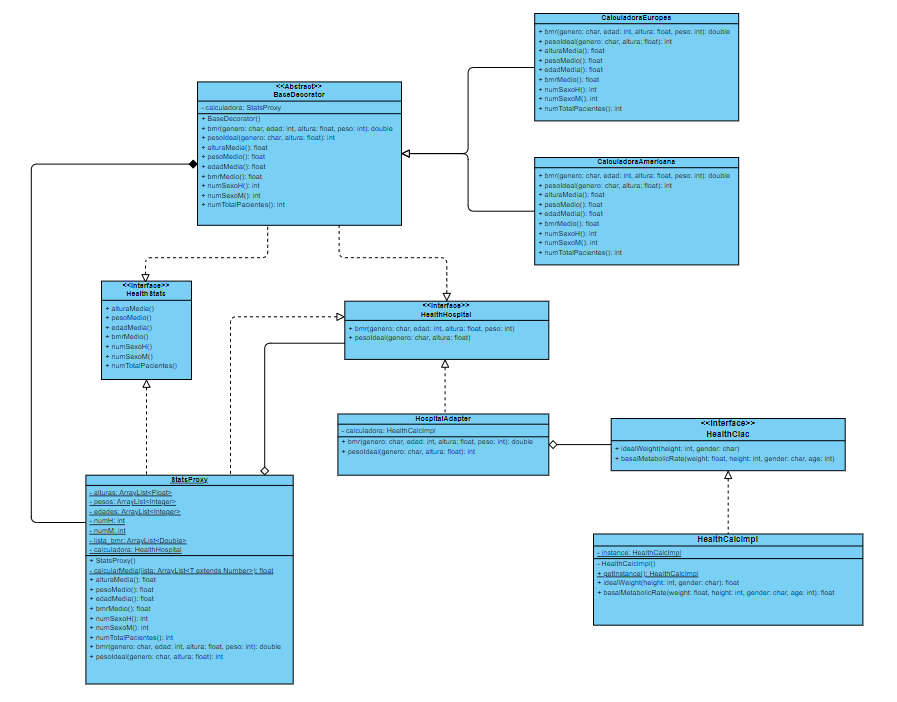 CalculadoraEuropea
+ bmr(genero: char, edad: int, altura: float, peso: int): double
+ pesoIdeal(genero: char, altura: float): int
+ alturaMedia(): float
+ pesoMedio(): float
+ edadMedia(): float
+ bmrMedio(): float
+ numSexoH(): int
+ numSexoM(): int
+ numTotalPacientes(): int
<<Abstract>>
BaseDecorator
- calculadora: StatsProxy
+ BaseDecorator()
+ bmr(genero: char, edad: int, altura: float, peso: int): double
+ pesoIdeal(genero: char, altura: float): int
+ alturaMedia(): float
+ pesoMedio(): float
+ edadMedia(): float
+ bmrMedio(): float
+ numSexoH(): int
+ numSexoM(): int
+ numTotalPacientes(): int
CalculadoraAmericana
+ bmr(genero: char, edad: int, altura: float, peso: int): double
+ pesoIdeal(genero: char, altura: float): int
+ alturaMedia(): float
+ pesoMedio(): float
+ edadMedia(): float
+ bmrMedio(): float
+ numSexoH(): int
+ numSexoM(): int
+ numTotalPacientes(): int
<<Interface>>
HealthStats
+ alturaMedia()
+ pesoMedio()
+ edadMedia()
+ bmrMedio()
+ numSexoH()
+ numSexoM()
+ numTotalPacientes()
<<Interface>>
HealthHospital
+ bmr(genero: char, edad: int, altura: float, peso: int)
+ pesoIdeal(genero: char, altura: float)
HospitalAdapter
- calculadora: HealthCalcImpl
+ bmr(genero: char, edad: int, altura: float, peso: int): double
+ pesoIdeal(genero: char, altura: float): int
<<Interface>>
HealthClac
+ idealWeight(height: int, gender: char)
+ basalMetabolicRate(weight: float, height: int, gender: char, age: int)
StatsProxy
- alturas: ArrayList<Float>
- pesos: ArrayList<Integer>
- edades: ArrayList<Integer>
- numH: int
- numM: int
- lista_bmr: ArrayList<Double>
- calculadora: HealthHospital
+ StatsProxy()
- calcularMedia(lista: ArrayList<T extends Number>): float
+ alturaMedia(): float
+ pesoMedio(): float
+ edadMedia(): float
+ bmrMedio(): float
+ numSexoH(): int
+ numSexoM(): int
+ numTotalPacientes(): int
+ bmr(genero: char, edad: int, altura: float, peso: int): double
+ pesoIdeal(genero: char, altura: float): int
HealthCalcImpl
- instance: HealthCalcImpl
- HealthCalcImpl()
+ getInstance(): HealthCalcImpl
+ idealWeight(height: int, gender: char): float
+ basalMetabolicRate(weight: float, height: int, gender: char, age: int): float